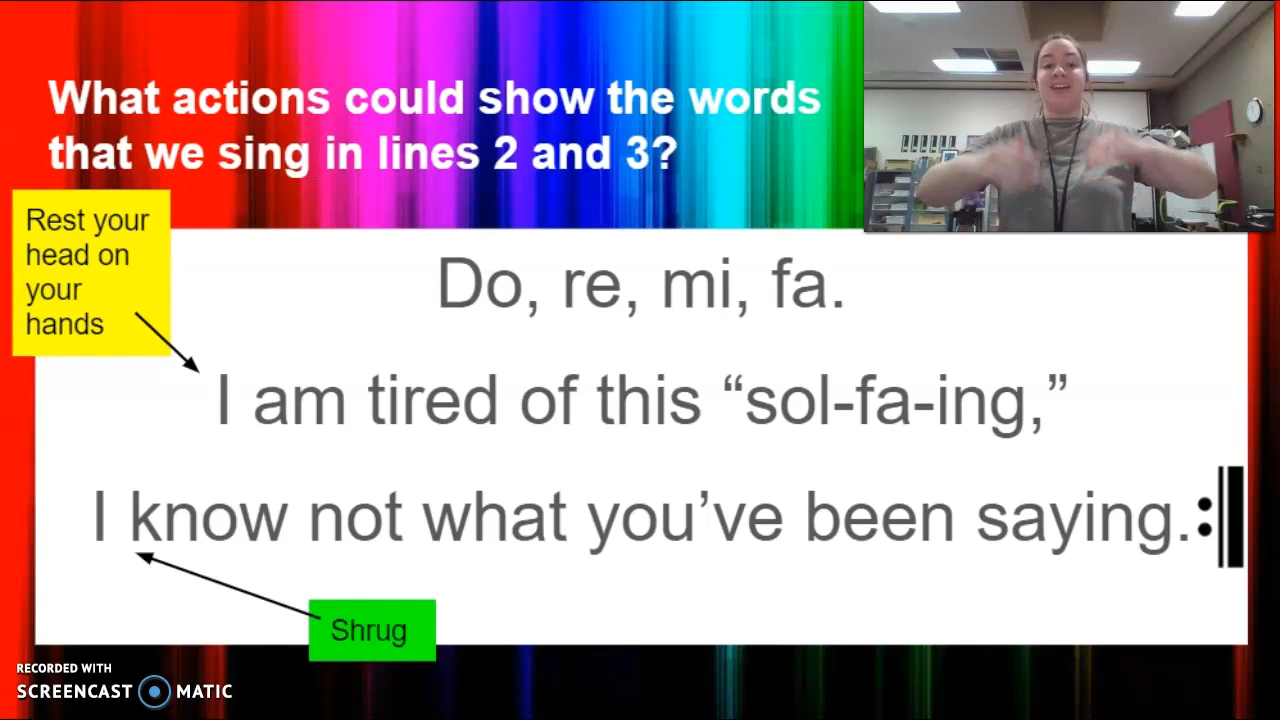 What actions could show the words
that we sing in lines 2 and 3?
Rest your
head on
your
hands
Do, re, mi, fa.
I am tired of this “sol-fa-ing,”
I know not what you’ve been saying.
Shrug
RECORDED WITH
SCREENCAST MATIC